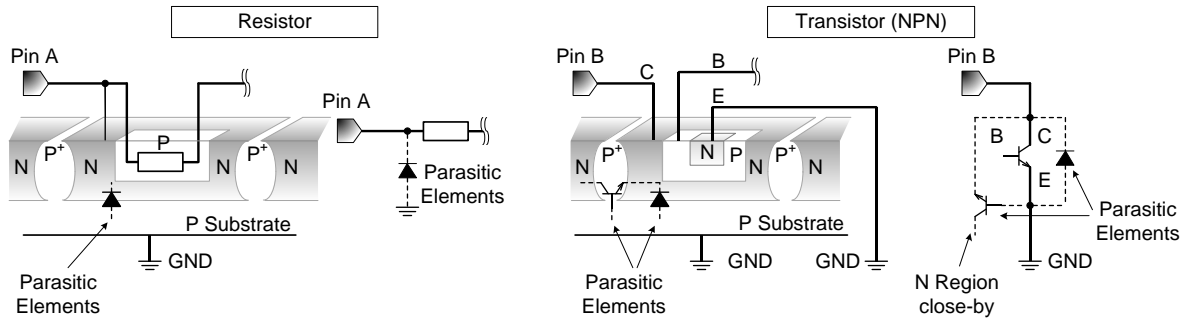 Resistor
Transistor (NPN)
Pin A
Pin A
N
P+
N
P
N
P+
N
Parasitic
Elements
P Substrate
GND
Parasitic
Elements
Pin B
C
B
E
N
P+
N
N
P
P+
N
N
P Substrate
GND
GND
Parasitic
Elements
Pin B
B
C
E
Parasitic
Elements
GND
N Region
close-by